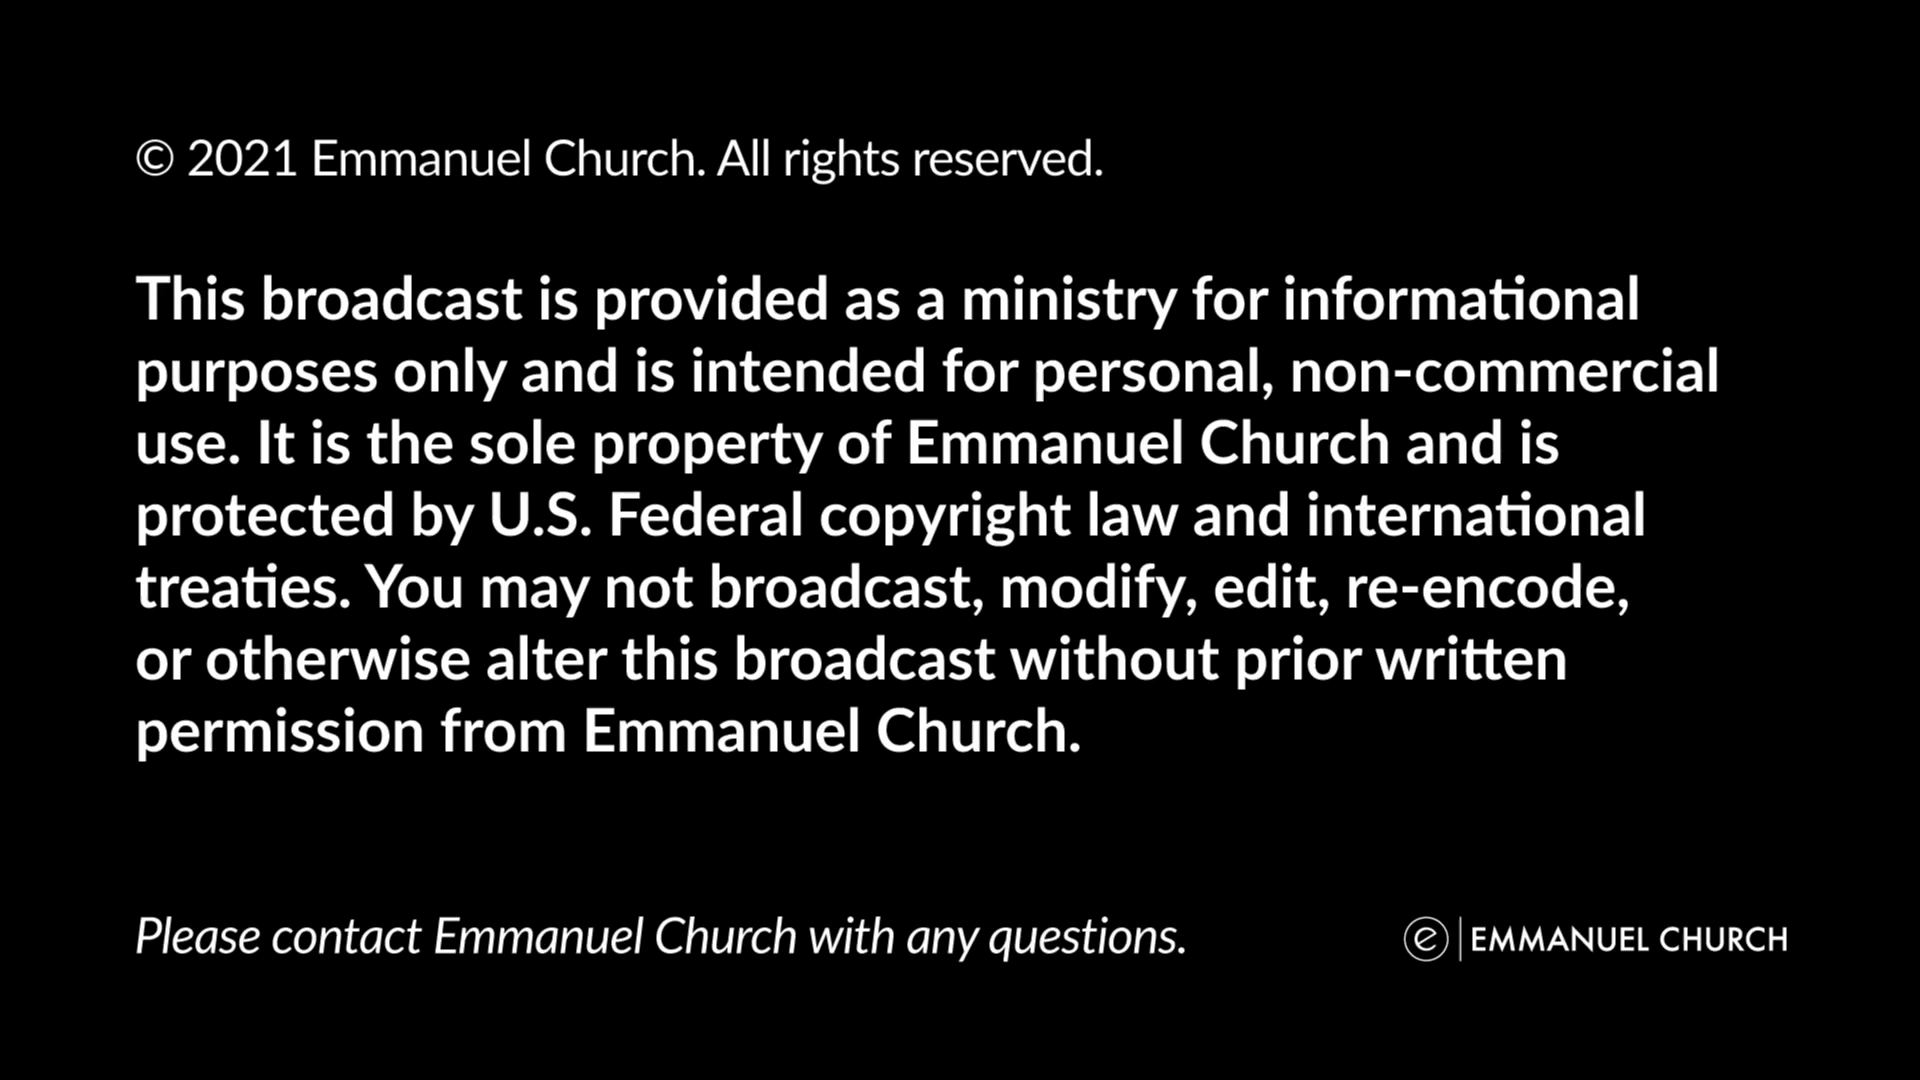 © 2021 Emmanuel Church. All rights reserved.
This broadcast is provided as a ministry for informational
purposes only and is intended for personal, non-commercial
use. It is the sole property of Emmanuel Church and is
protected by U.S. Federal copyright law and international
treaties. You may not broadcast, modify, edit, re-encode,
or otherwise alter this broadcast without prior written
permission from Emmanuel Church.
Please contact Emmanuel Church with any questions.
e | EMMANUEL CHURCH